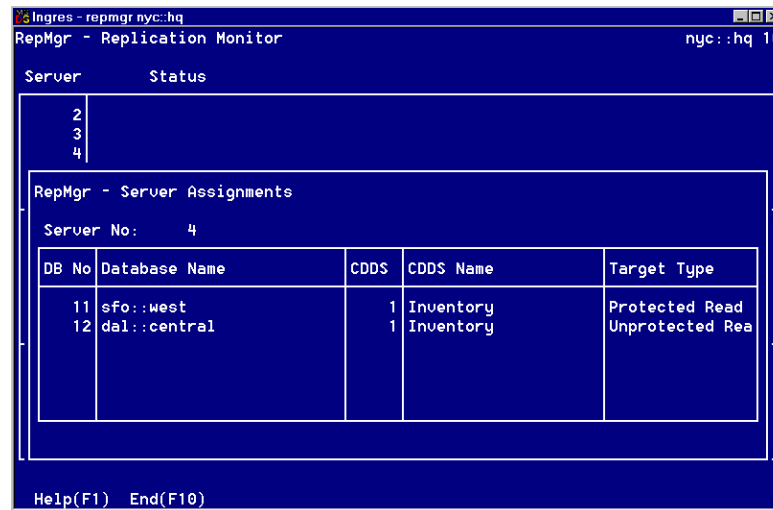 Ingres - repmgr nyc::hq
RepMgr - Replication Monitor nyc::hq 1
Server Status
2
3
4
RepMgr - Server Assignments
Server No: 4
DB No Database Name CDDS CDDS Name Target Type
11 sfo::west 1 Inventory Protected Read
12 dal::central 1 Inventory Unprotected Rea
Help(F1) End(F10)